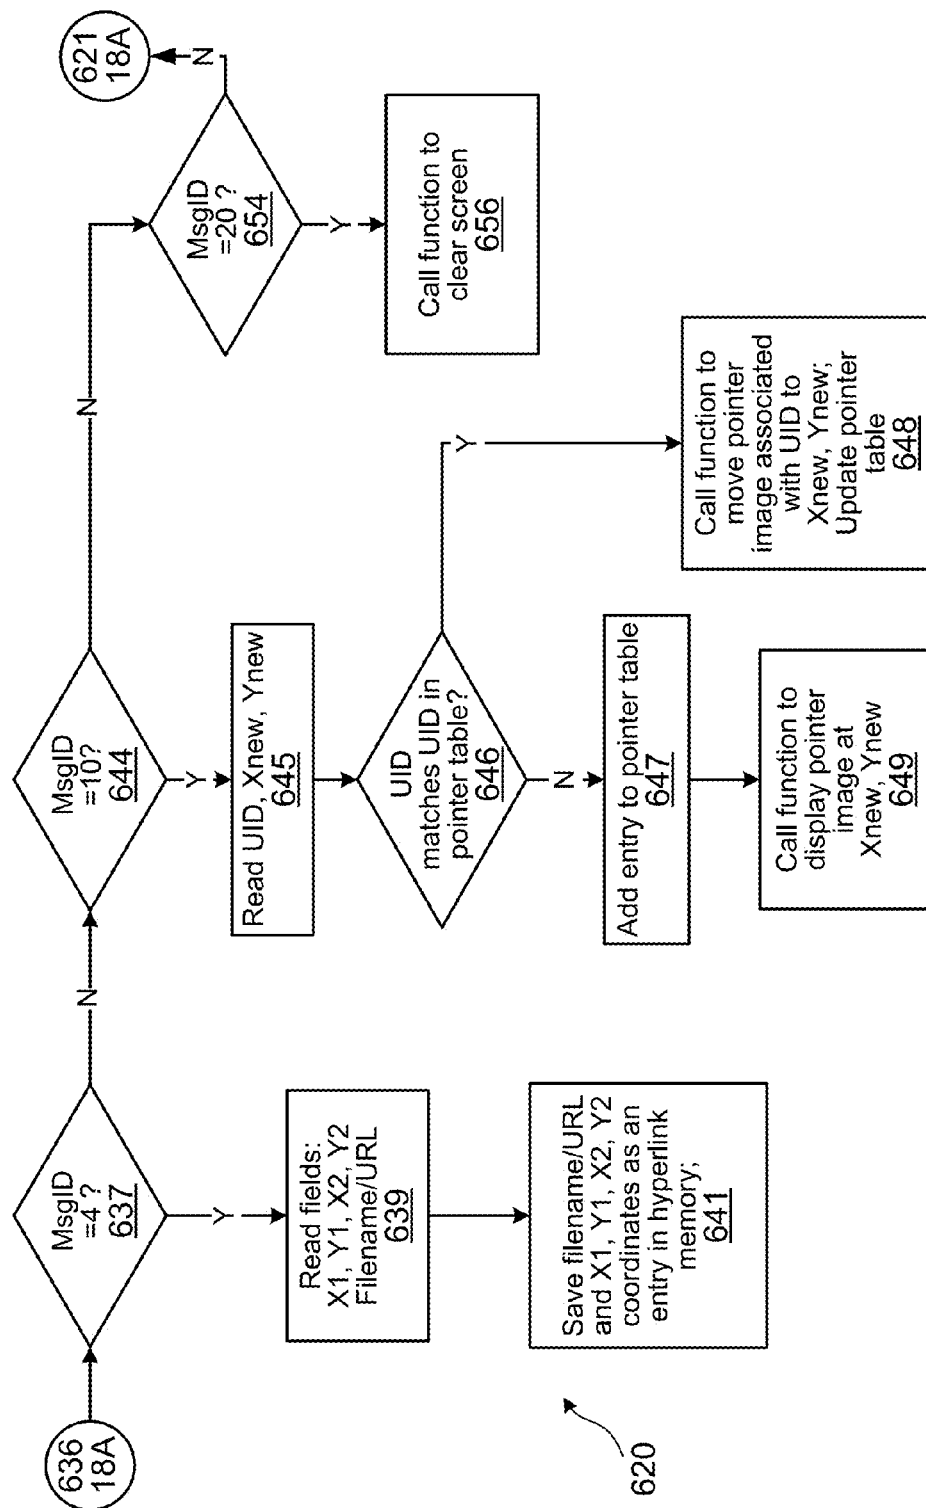 636
18A
MsgID
=4 ?
637
Y
Read fields:
X1, Y1, X2, Y2
Filename/URL
639
Save filename/URL
and X1, Y1, X2, Y2
coordinates as an
entry in hyperlink
memory;
641
N
MsgID
=10?
644
Y
Read UID, Xnew, Ynew
645
UID
matches UID in
pointer table?
646
N
Add entry to pointer table
647
Call function to
display pointer
image at
Xnew, Ynew
649
Y
Call function to
move pointer
image associated
with UID to
Xnew, Ynew;
Update pointer
table
648
N
MsgID
=20 ?
654
Y
Call function to
clear screen
656
N
621
18A
620